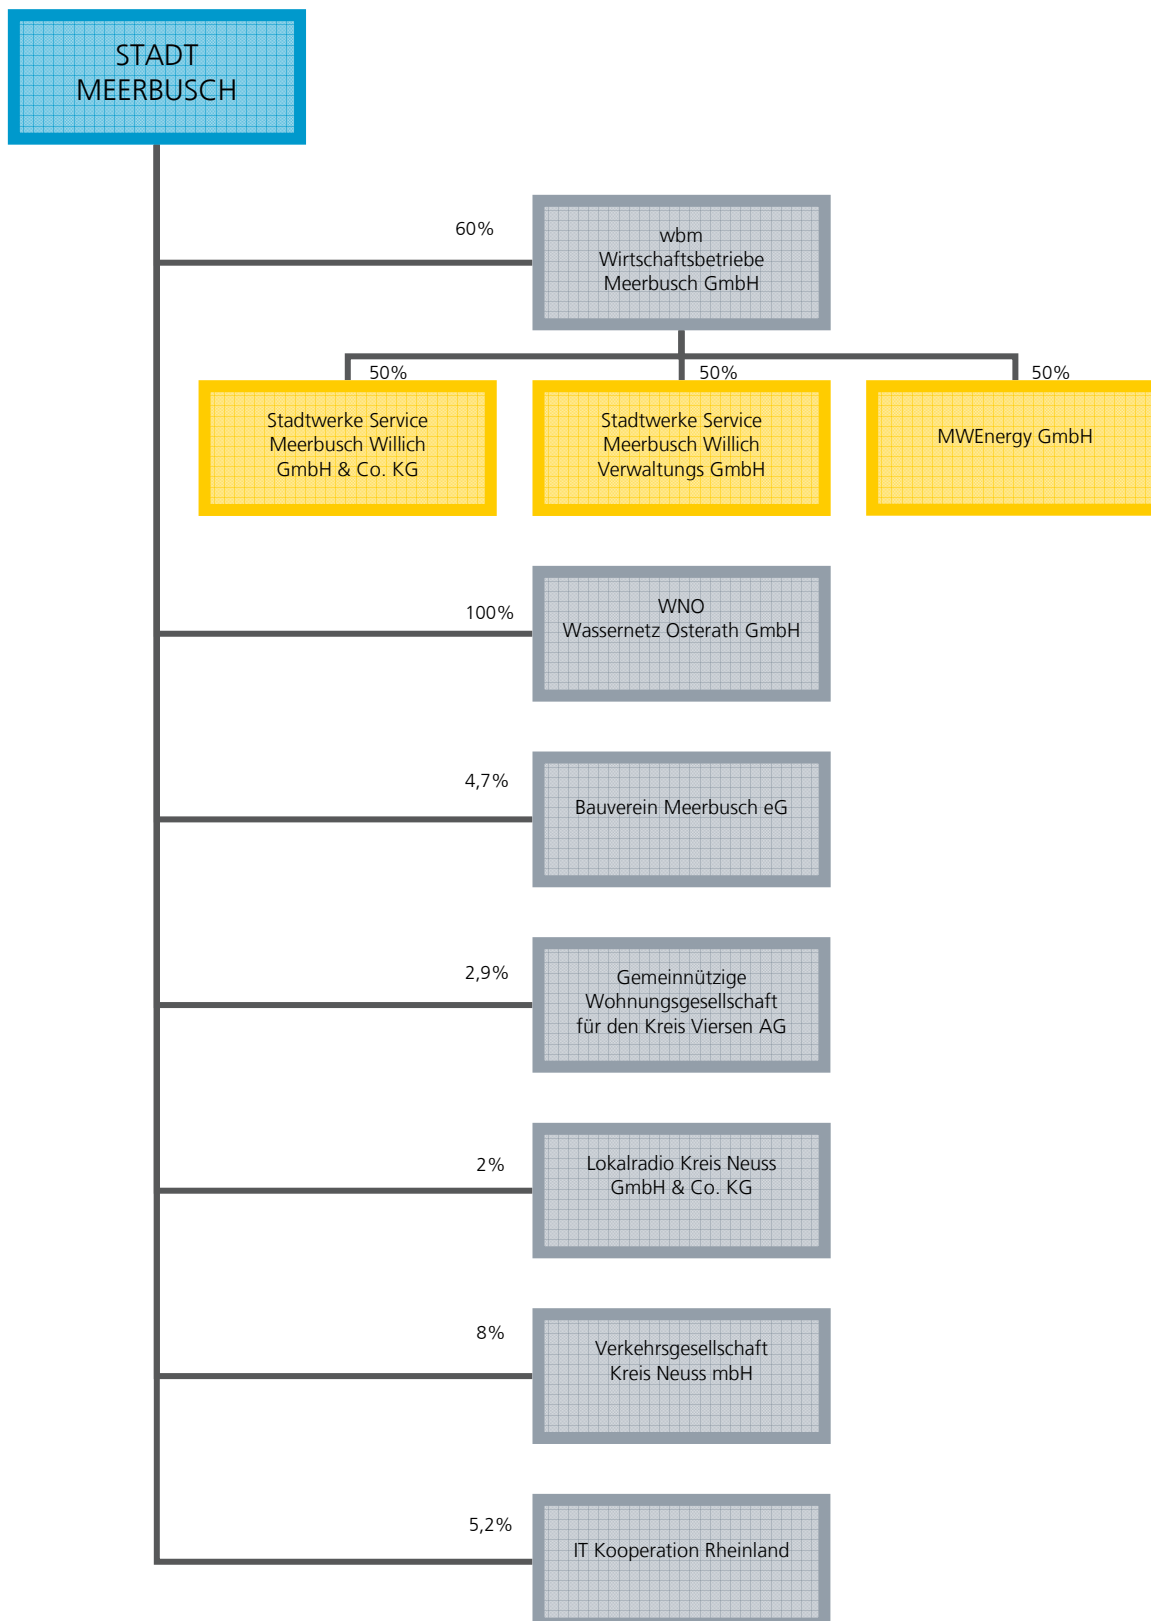 STADT
MEERBUSCH
60%
wbm
Wirtschaftsbetriebe
Meerbusch GmbH
50%
50%
50%
Stadtwerke Service
Meerbusch Willich
GmbH & Co. KG
Stadtwerke Service
Meerbusch Willich
Verwaltungs GmbH
MWEnergy GmbH
100%
WNO
Wassernetz Osterath GmbH
4,7%
Bauverein Meerbusch eG
2,9%
Gemeinnützige
Wohnungsgesellschaft
für den Kreis Viersen AG
2%
Lokalradio Kreis Neuss
GmbH & Co. KG
8%
Verkehrsgesellschaft
Kreis Neuss mbH
5,2%
IT Kooperation Rheinland